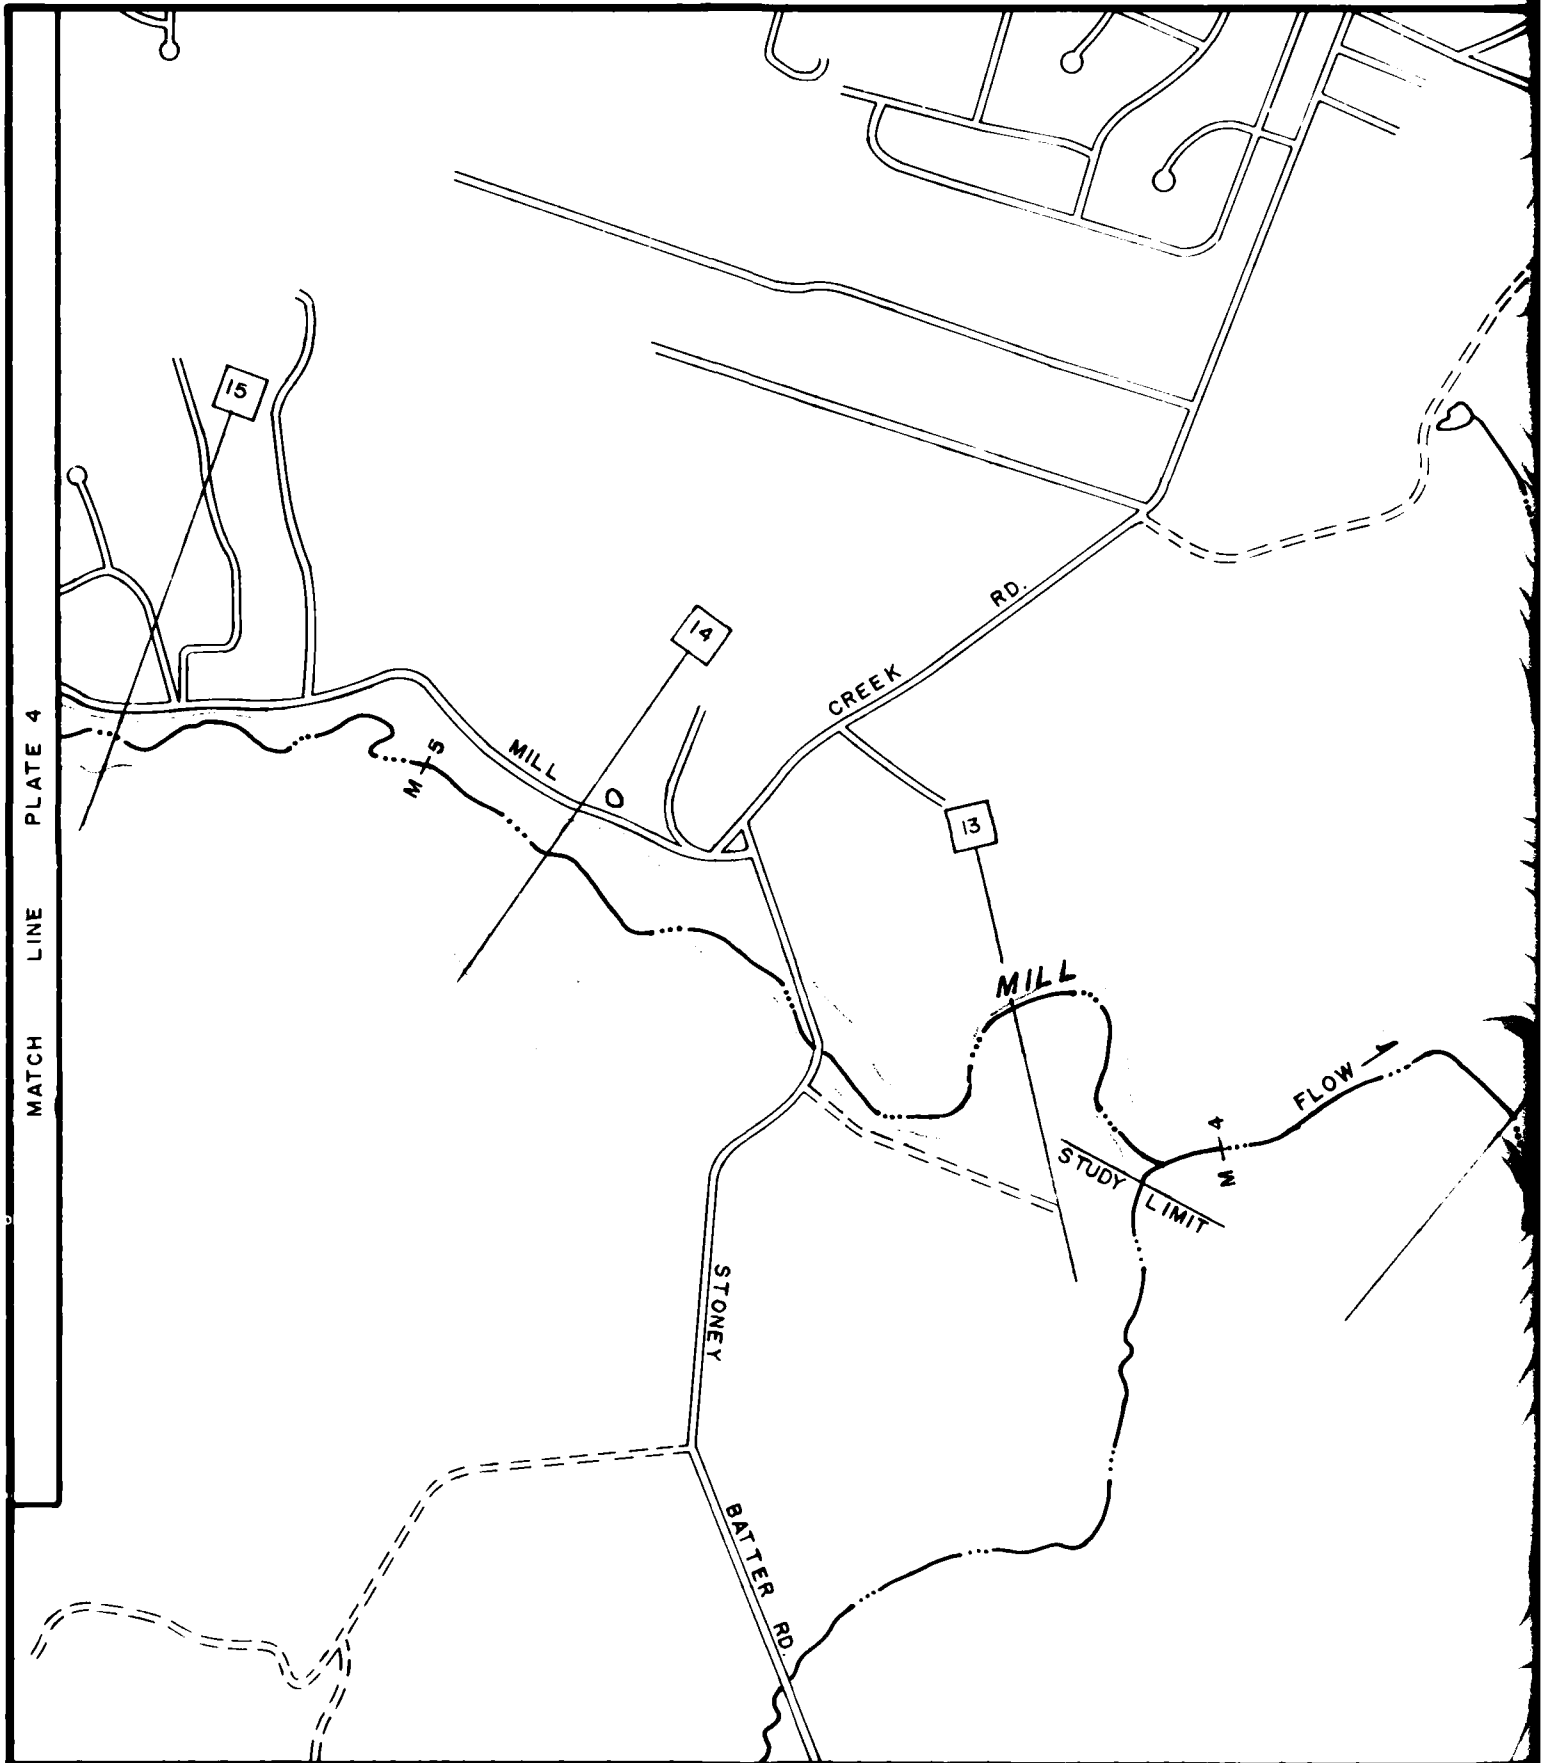 15
14
RD.
CREEK
MILL
M 5
13
MATCH LINE PLATE 4
MILL
FLOW
M 4
STUDY LIMIT
STONEY
BATTER RD.